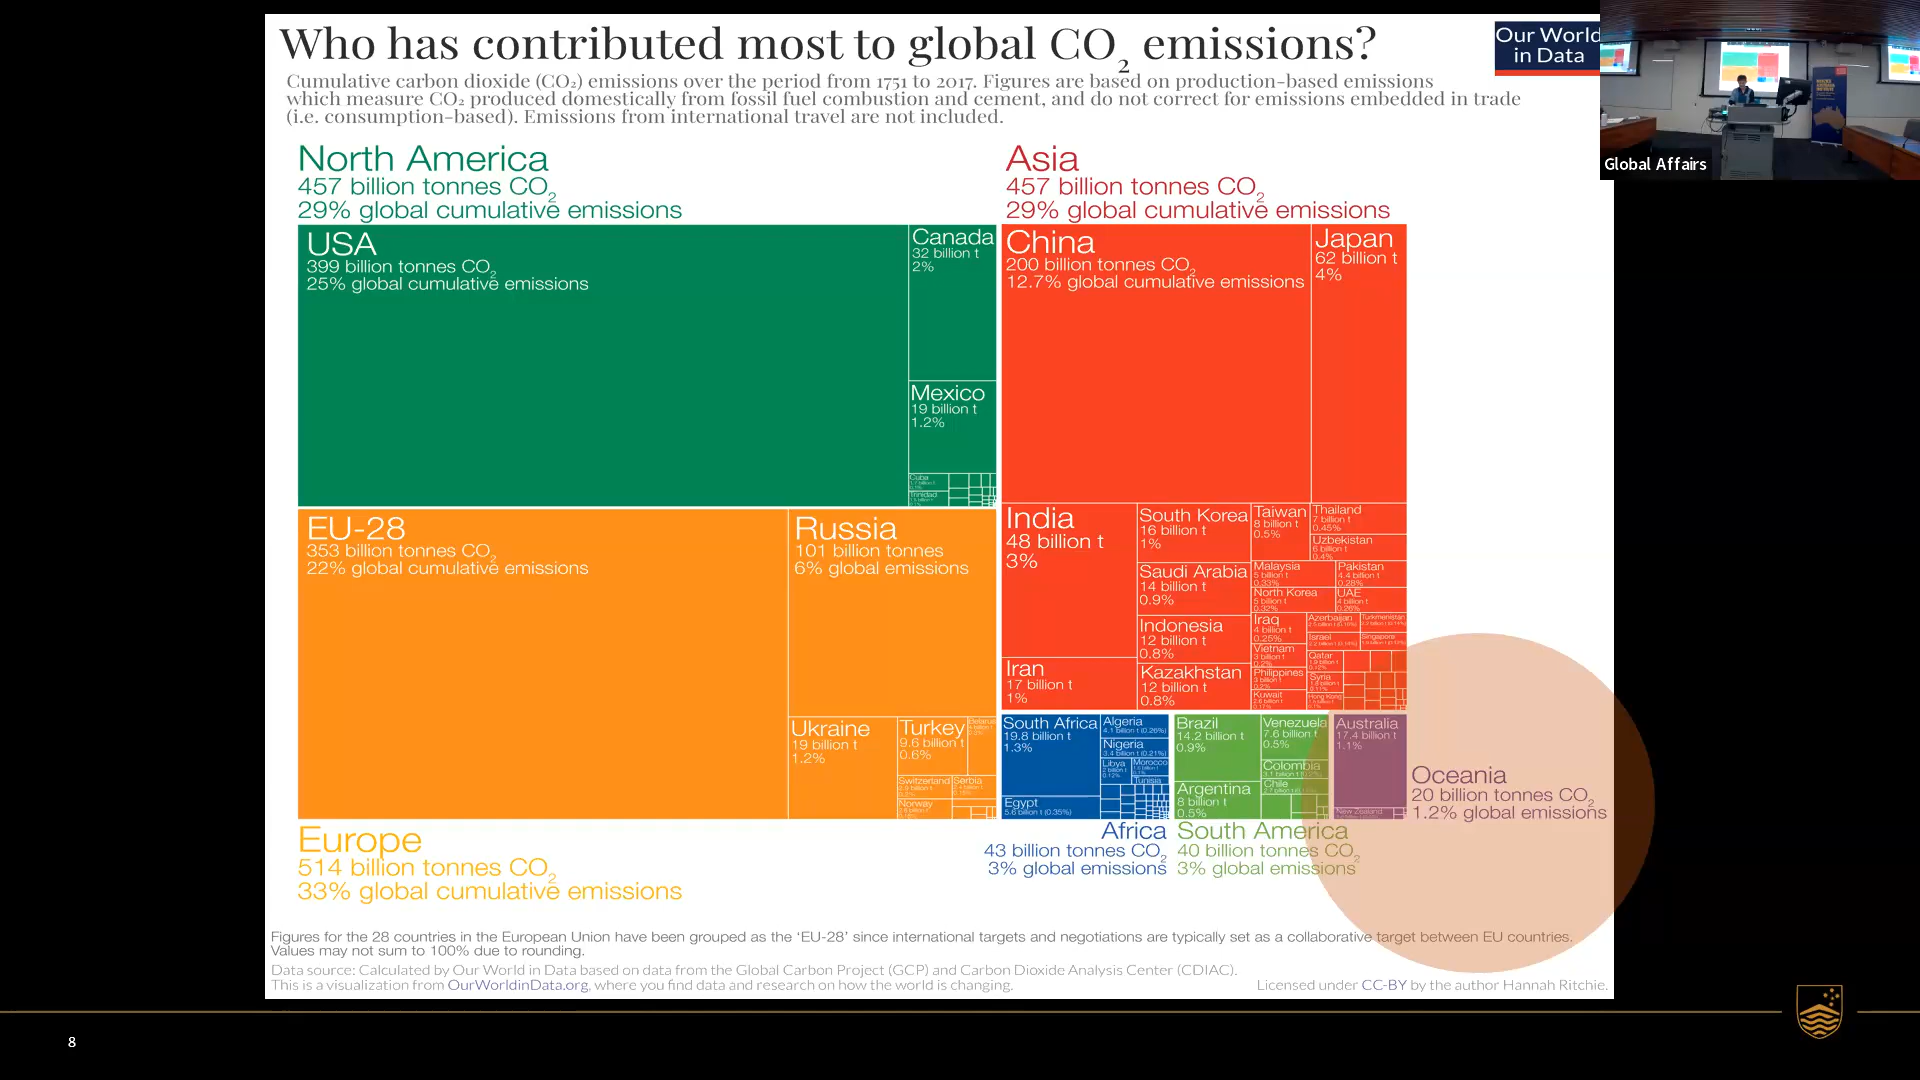 Who has contributed most to global CO₂ emissions?
Our World
in Data
Cumulative carbon dioxide (CO₂) emissions over the period from 1751 to 2017. Figures are based on production-based emissions
which measure CO₂ produced domestically from fossil fuel combustion and cement, and do not correct for emissions embedded in trade
(i.e. consumption-based). Emissions from international travel are not included.
Global Affairs
North America
457 billion tonnes CO₂
29% global cumulative emissions
Asia
457 billion tonnes CO₂
29% global cumulative emissions
USA
399 billion tonnes CO₂
25% global cumulative emissions
Canada
32 billion t
2%
Mexico
19 billion t
1.2%
Cuba
Trinidad
China
200 billion tonnes CO₂
12.7% global cumulative emissions
Japan
62 billion t
4%
India
48 billion t
3%
Iran
17 billion t
1%
South Korea
16 billion t
1%
Saudi Arabia
14 billion t
0.9%
Indonesia
12 billion t
0.8%
Kazakhstan
12 billion t
0.8%
Taiwan
8 billion t
0.5%
Thailand
7 billion t
0.45%
Uzbekistan
6 billion t
0.4%
Malaysia
5 billion t
0.33%
Pakistan
4.4 billion t
0.28%
North Korea
5 billion t
0.32%
UAE
4 billion t
0.26%
Iraq
4 billion t
0.25%
Azerbaijan
Turkmenistan
Israel
Singapore
Vietnam
3 billion t
0.2%
Qatar
Philippines
3 billion t
Syria
Kuwait
Hong Kong
EU-28
353 billion tonnes CO₂
22% global cumulative emissions
Russia
101 billion tonnes
6% global emissions
Ukraine
19 billion t
1.2%
Turkey
9.6 billion t
0.6%
Belarus
Switzerland
Serbia
Norway
Europe
514 billion tonnes CO₂
33% global cumulative emissions
South Africa
19.8 billion t
1.3%
Egypt
5.6 billion t (0.35%)
Algeria
4.1 billion t (0.26%)
Nigeria
3.4 billion t (0.21%)
Libya
2 billion t
0.12%
Morocco
Tunisia
Africa
43 billion tonnes CO₂
3% global emissions
Brazil
14.2 billion t
0.9%
Argentina
8 billion t
0.5%
Venezuela
7.6 billion t
0.5%
Colombia
Chile
South America
40 billion tonnes CO₂
3% global emissions
Australia
17.4 billion t
1.1%
New Zealand
Oceania
20 billion tonnes CO₂
1.2% global emissions
Figures for the 28 countries in the European Union have been grouped as the ‘EU-28’ since international targets and negotiations are typically set as a collaborative target between EU countries.
Values may not sum to 100% due to rounding.
Data source: Calculated by Our World in Data based on data from the Global Carbon Project (GCP) and Carbon Dioxide Analysis Center (CDIAC).
This is a visualization from OurWorldinData.org, where you find data and research on how the world is changing.
Licensed under CC-BY by the author Hannah Ritchie.
8